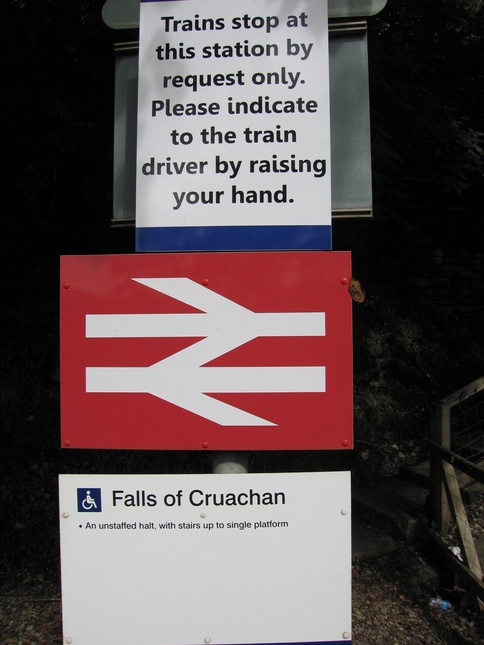 Trains stop at
this station by
request only.
Please indicate
to the train
driver by raising
your hand.
Falls of Cruachan
• An unstaffed halt, with stairs up to single platform